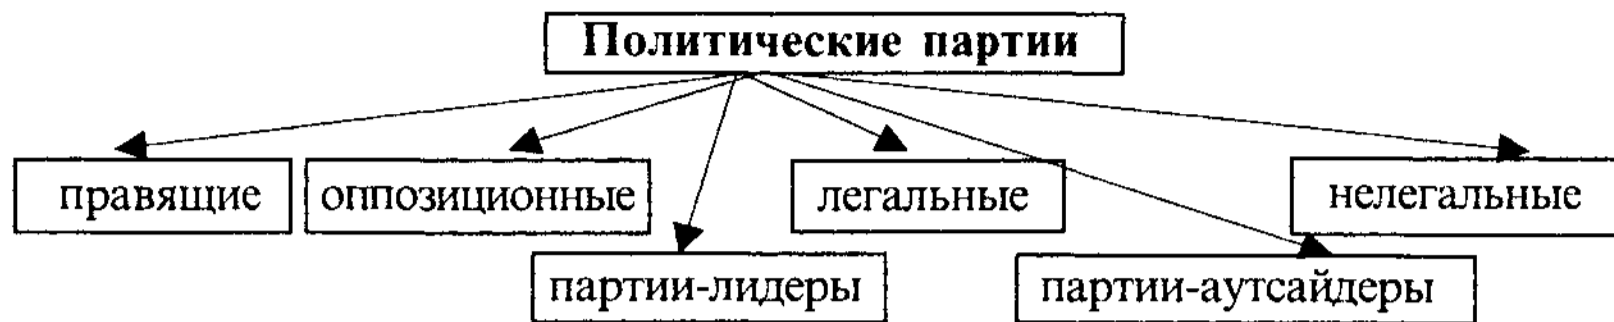 Политические партии
правящие
оппозиционные
легальные
нелегальные
партии-лидеры
партии-аутсайдеры